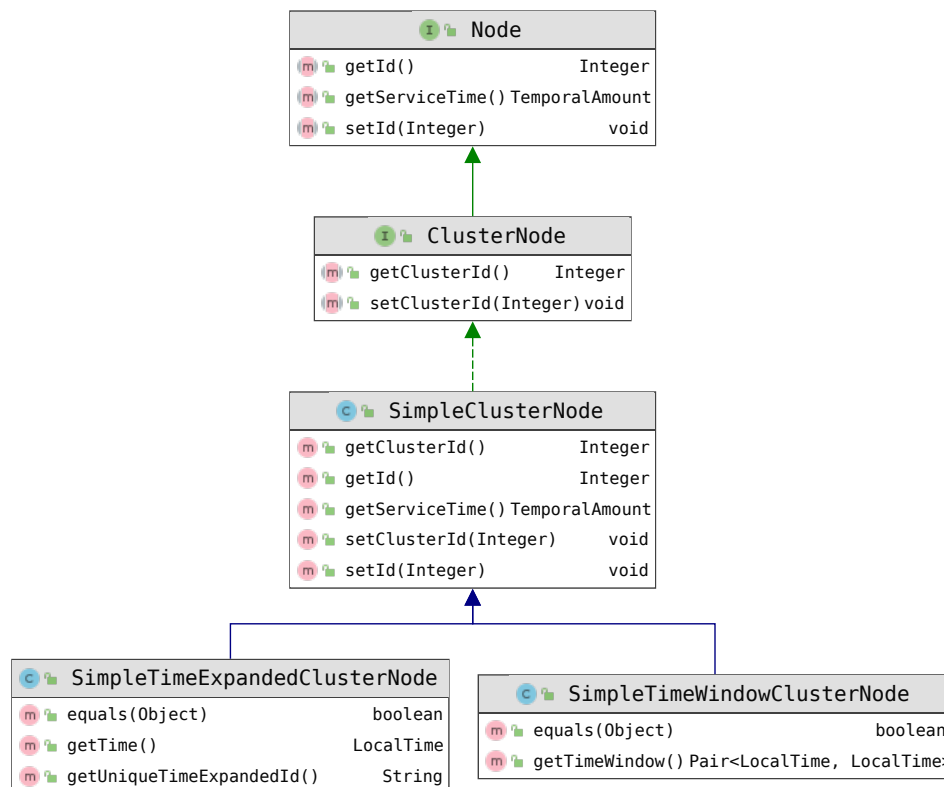 I Node
m getId() Integer
m getServiceTime() TemporalAmount
m setId(Integer) void
I ClusterNode
m getClusterId() Integer
m setClusterId(Integer) void
C SimpleClusterNode
m getClusterId() Integer
m getId() Integer
m getServiceTime() TemporalAmount
m setClusterId(Integer) void
m setId(Integer) void
C SimpleTimeExpandedClusterNode
m equals(Object) boolean
m getTime() LocalTime
m getUniqueTimeExpandedId() String
C SimpleTimeWindowClusterNode
m equals(Object) boolean
m getTimeWindow() Pair<LocalTime, LocalTime>